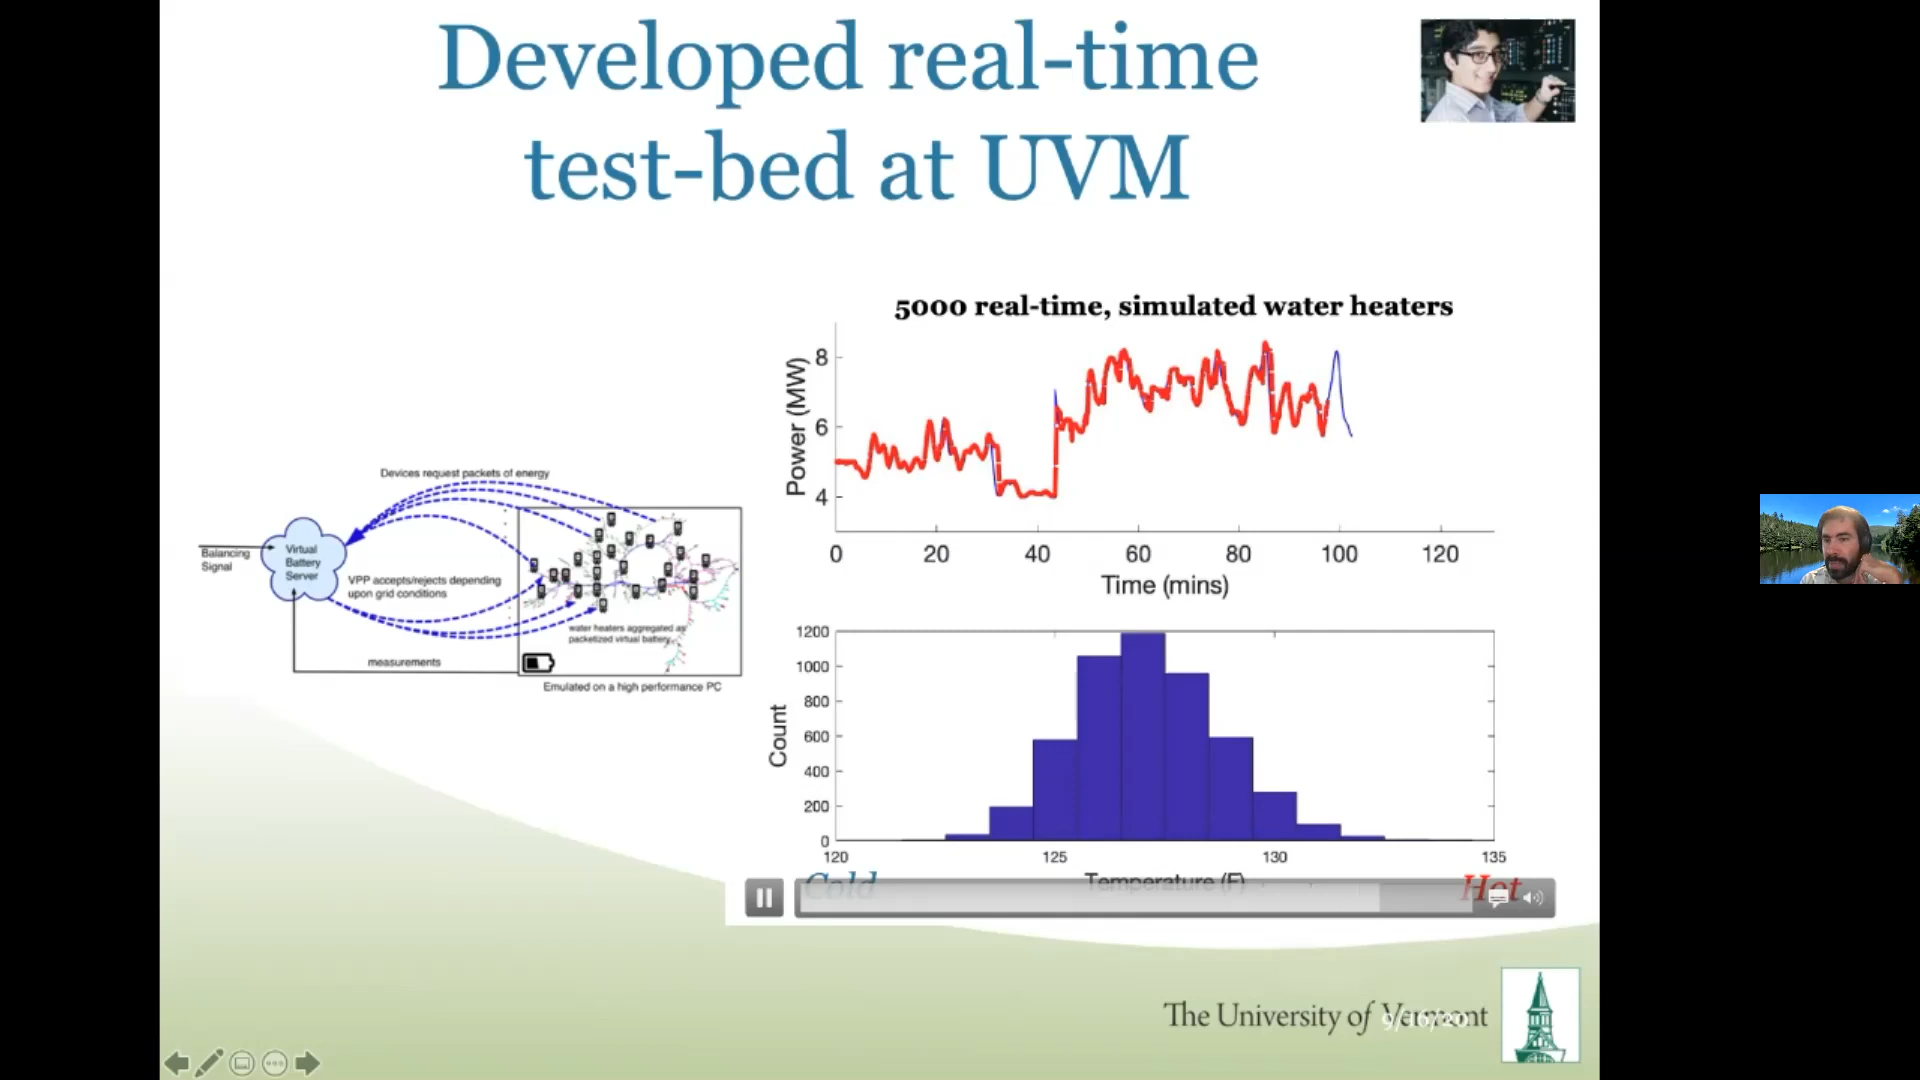 Developed real-time
test-bed at UVM
5000 real-time, simulated water heaters
Power (MW)
8
6
4
0 20 40 60 80 100 120
Time (mins)
Devices request packets of energy
Balancing
Signal
Virtual
Battery
Server
VPP accepts/rejects depending
upon grid conditions
water heaters aggregated as
packetized virtual battery
measurements
Emulated on a high performance PC
Count
1200
1000
800
600
400
200
0
120 125 130 135
Cold Temperature (F) Hot
The University of Vermont